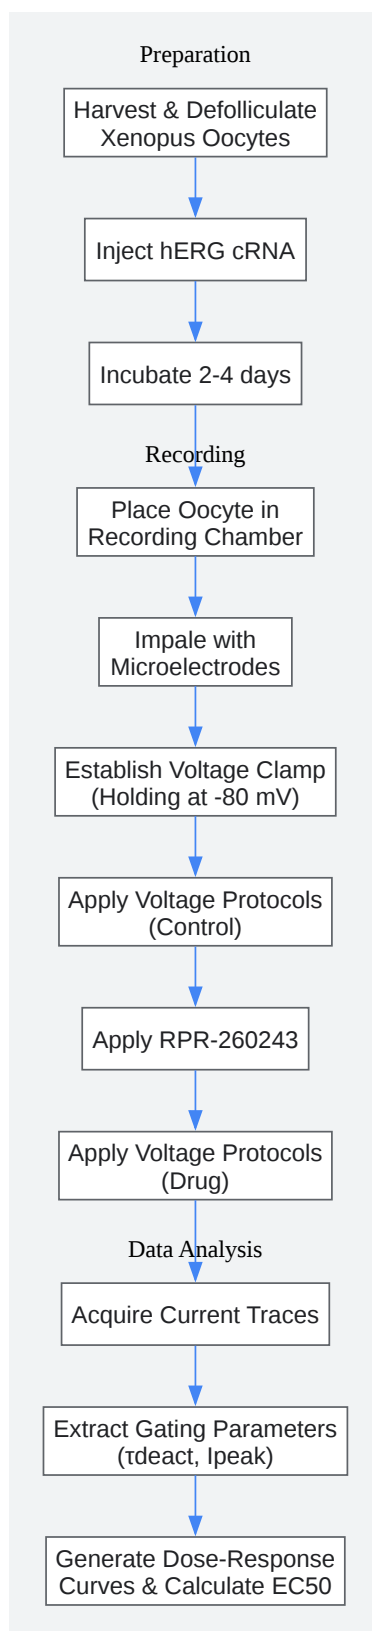 Preparation
Harvest & Defolliculate
Xenopus Oocytes
Inject hERG cRNA
Incubate 2-4 days
Recording
Place Oocyte in
Recording Chamber
Impale with
Microelectrodes
Establish Voltage Clamp
(Holding at -80 mV)
Apply Voltage Protocols
(Control)
Apply RPR-260243
Apply Voltage Protocols
(Drug)
Data Analysis
Acquire Current Traces
Extract Gating Parameters
(τdeact, Ipeak)
Generate Dose-Response
Curves & Calculate EC50